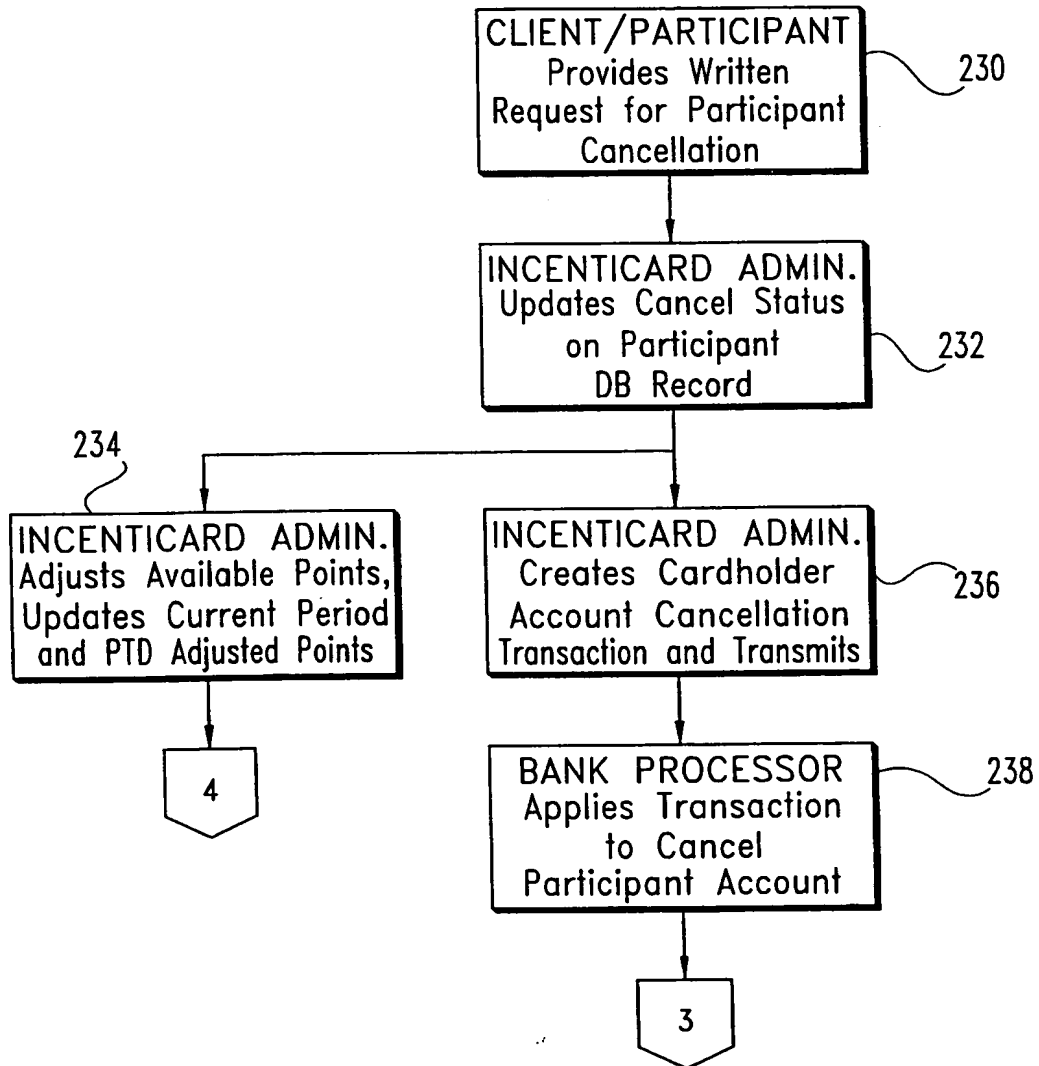 CLIENT/PARTICIPANT
Provides Written
Request for Participant
Cancellation
230
INCENTICARD ADMIN.
Updates Cancel Status
on Participant
DB Record
232
234
INCENTICARD ADMIN.
Adjusts Available Points,
Updates Current Period
and PTD Adjusted Points
INCENTICARD ADMIN.
Creates Cardholder
Account Cancellation
Transaction and Transmits
236
4
BANK PROCESSOR
Applies Transaction
to Cancel
Participant Account
238
3